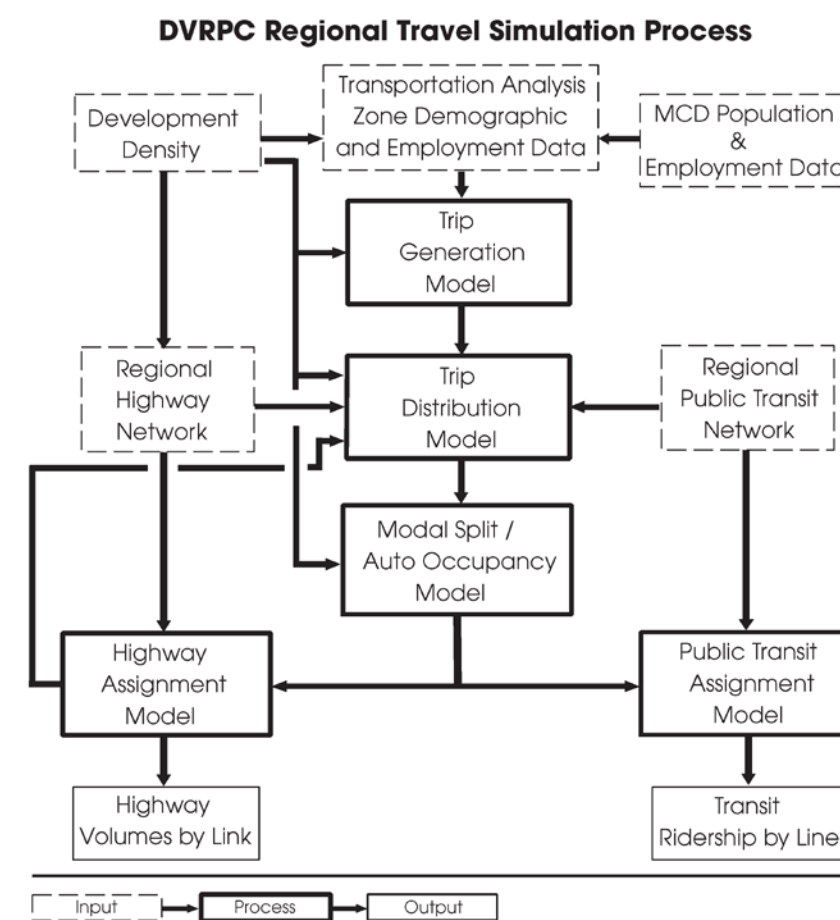 DVRPC Regional Travel Simulation Process
Development
Density
Transportation Analysis
Zone Demographic
and Employment Data
MCD Population
&
Employment Data
Trip
Generation
Model
Regional
Highway
Network
Trip
Distribution
Model
Regional
Public Transit
Network
Modal Split /
Auto Occupancy
Model
Highway
Assignment
Model
Public Transit
Assignment
Model
Highway
Volumes by Link
Transit
Ridership by Line
Input
Process
Output